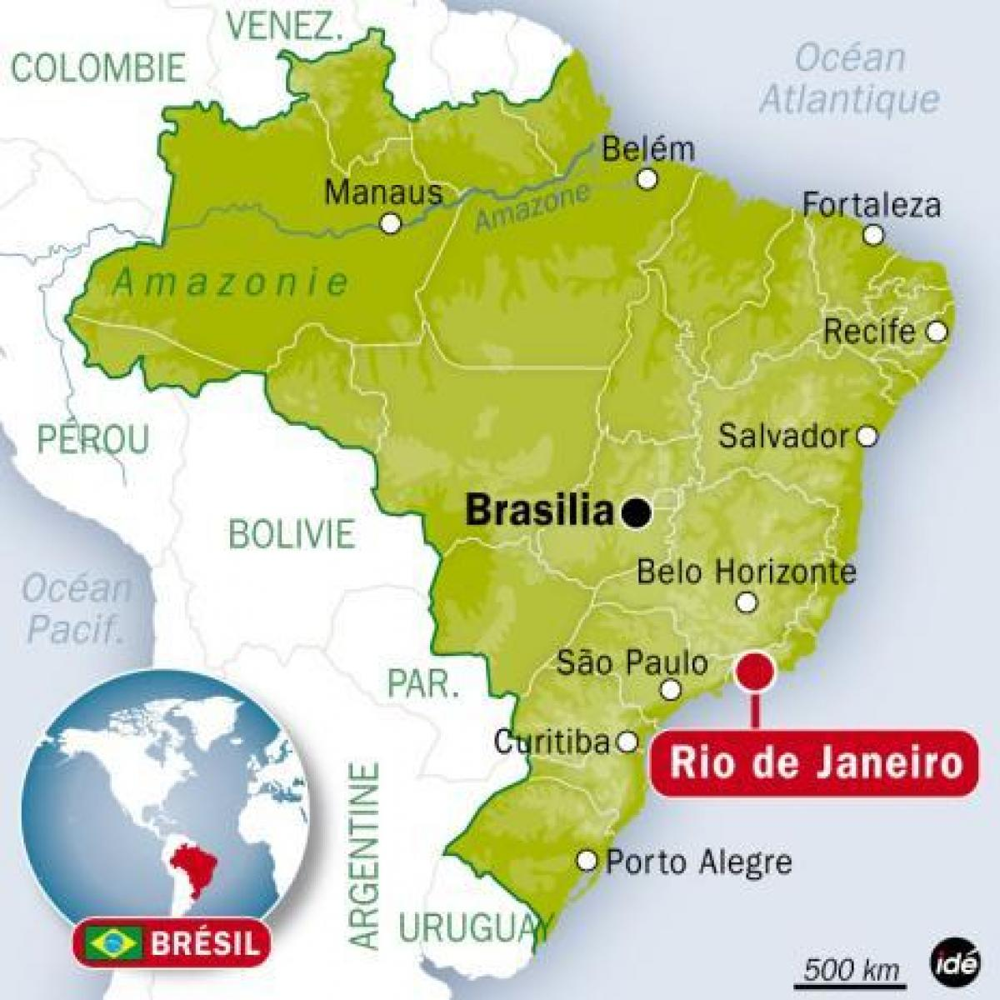 VENEZ.
COLOMBIE
Océan
Atlantique
Belém
Manaus
Amazone
Fortaleza
Amazonie
Recife
PÉROU
Salvador
Brasilia
BOLIVIE
Belo Horizonte
Océan
Pacif.
São Paulo
PAR.
Curitiba
Rio de Janeiro
ARGENTINE
Porto Alegre
URUGUAY
BRÉSIL
500 km
idé